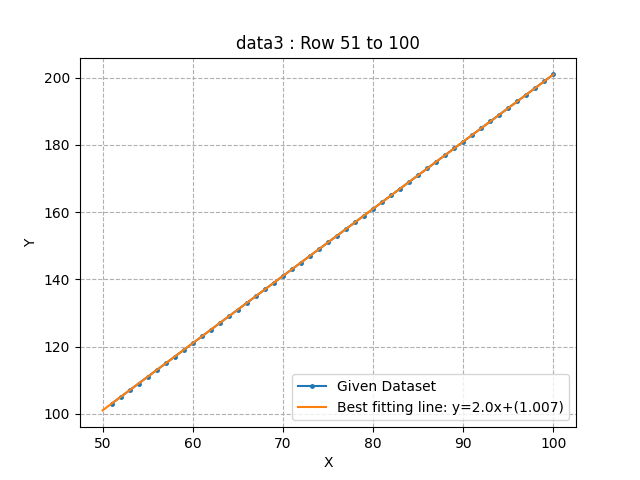 data3 : Row 51 to 100
200
180
160
140
120
100
Y
50 60 70 80 90 100
X
Given Dataset
Best fitting line: y=2.0x+(1.007)